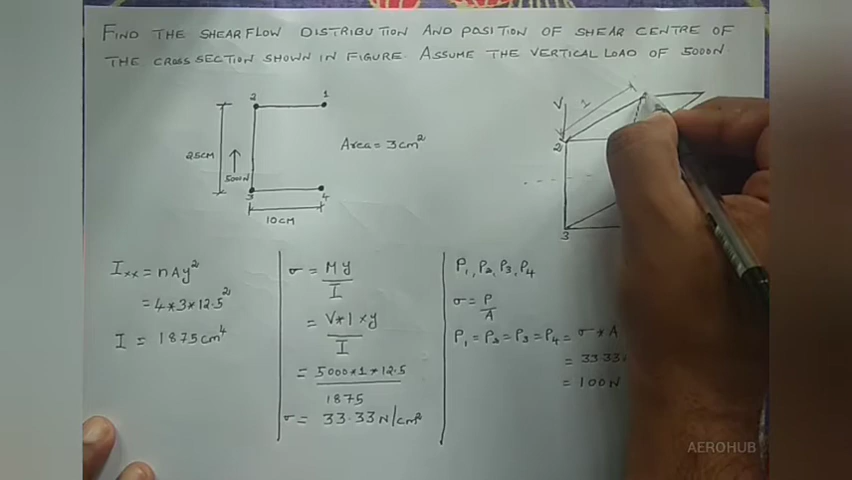 FIND THE SHEARFLOW DISTRIBUTION AND POSITION OF SHEAR CENTRE OF
THE CROSS SECTION SHOWN IN FIGURE. ASSUME THE VERTICAL LOAD OF 5000N.
2 1
25CM
5000N
Area = 3cm²
3 4
10CM
V
2
3
Ixx = nAy²
= 4*3*12.5²
I = 1875cm⁴
σ = My/I
= V*1*y/I
= 5000*1*12.5/1875
σ = 33.33N/cm²
P₁, P₂, P₃, P₄
σ = P/A
P₁ = P₂ = P₃ = P₄ = σ * A
= 33.33
= 100N
AEROHUB